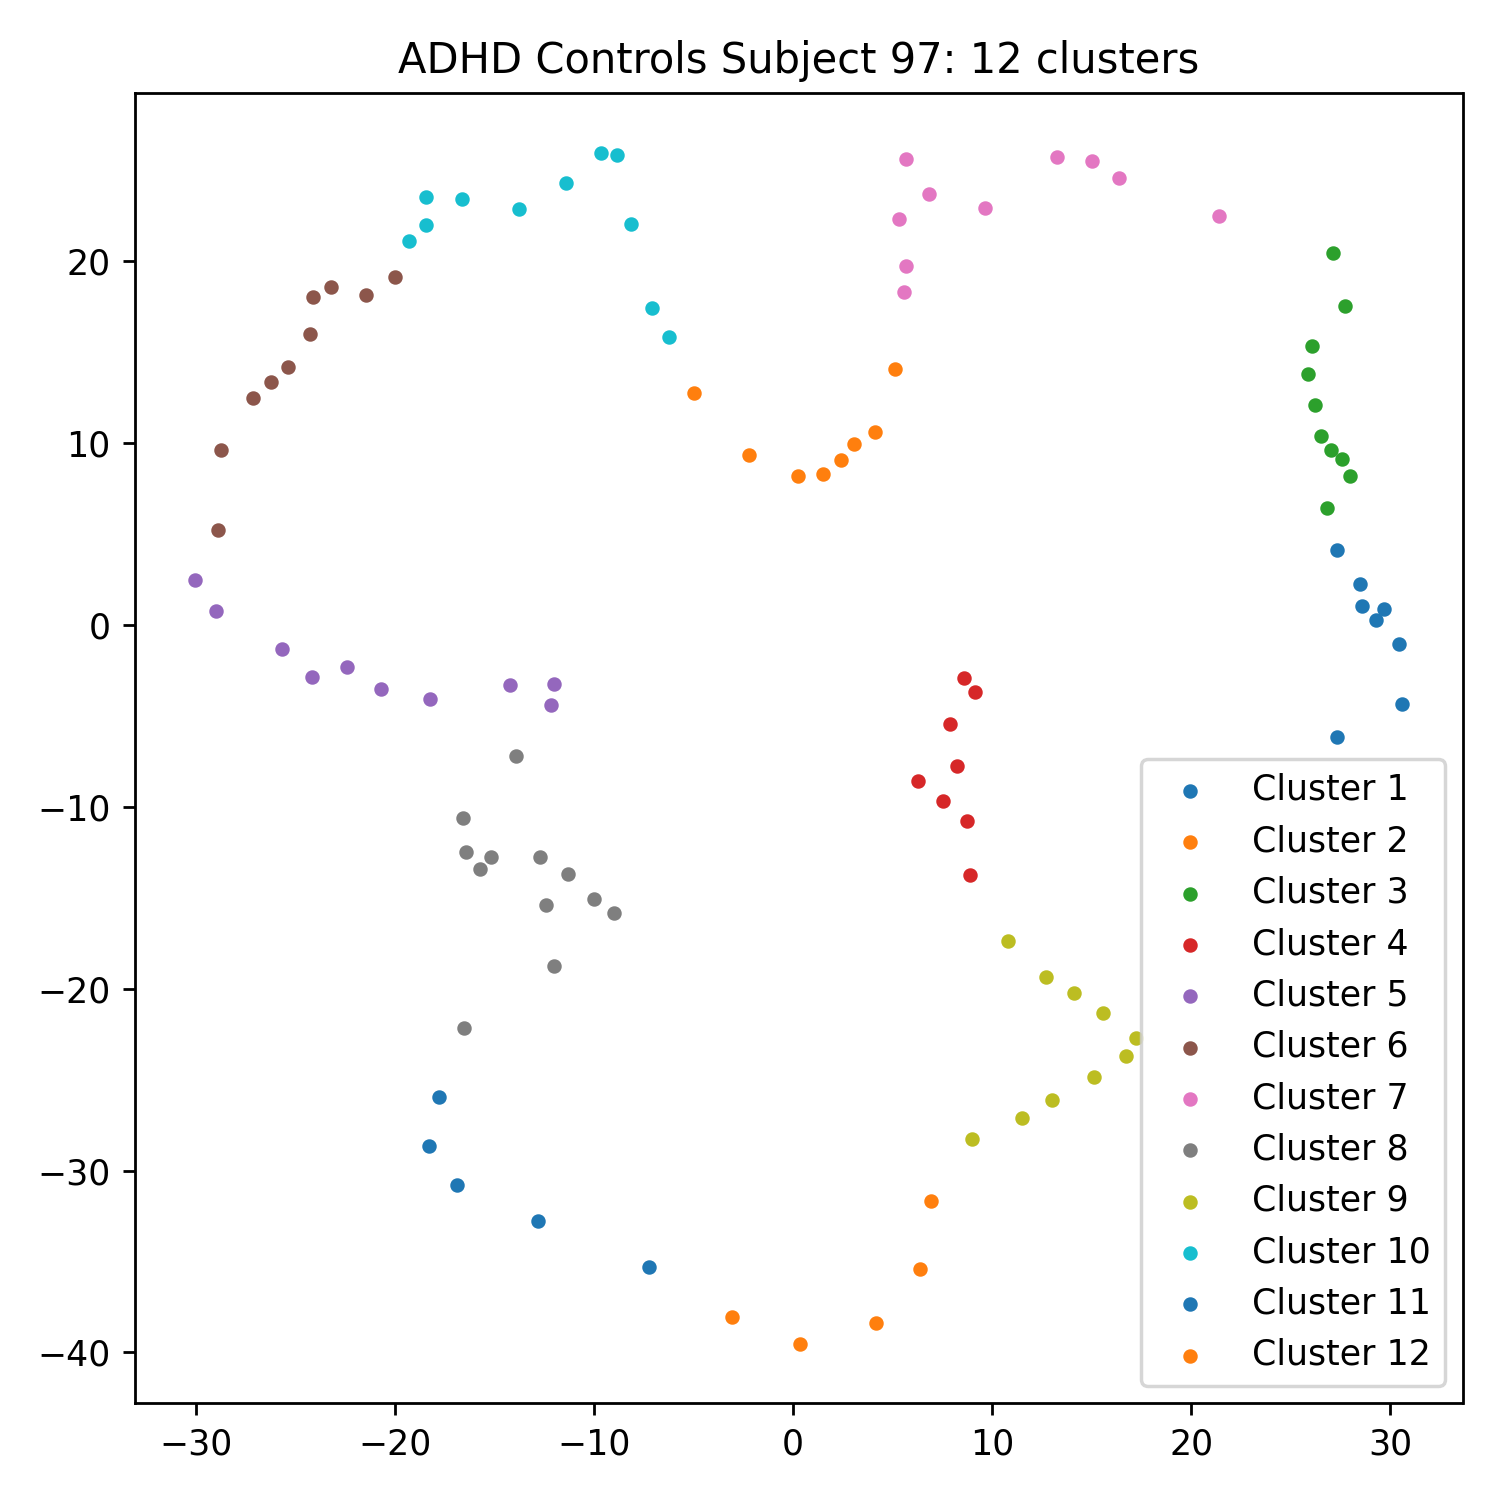 ADHD Controls Subject 97: 12 clusters
20
10
0
−10
−20
−30
−40
−30
−20
−10
0
10
20
30
Cluster 1
Cluster 2
Cluster 3
Cluster 4
Cluster 5
Cluster 6
Cluster 7
Cluster 8
Cluster 9
Cluster 10
Cluster 11
Cluster 12